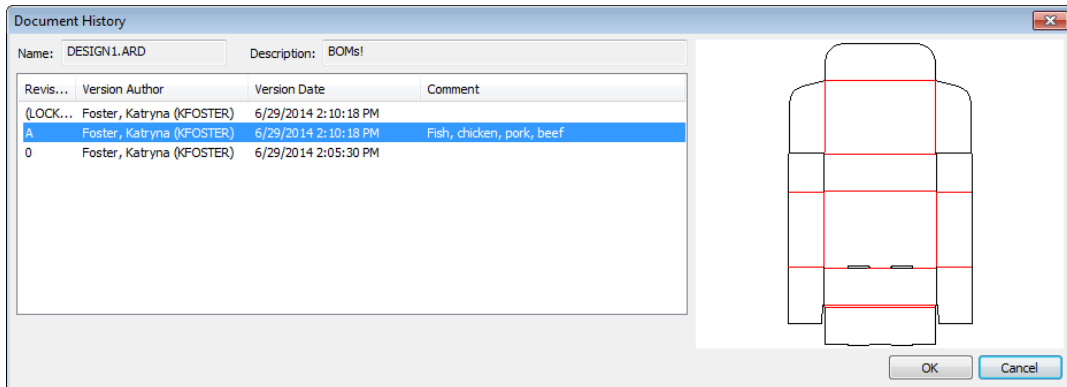 Document History
Name: DESIGN1.ARD Description: BOMs!
Revis... Version Author Version Date Comment
(LOCK... Foster, Katryna (KFOSTER) 6/29/2014 2:10:18 PM
A Foster, Katryna (KFOSTER) 6/29/2014 2:10:18 PM Fish, chicken, pork, beef
0 Foster, Katryna (KFOSTER) 6/29/2014 2:05:30 PM
OK Cancel